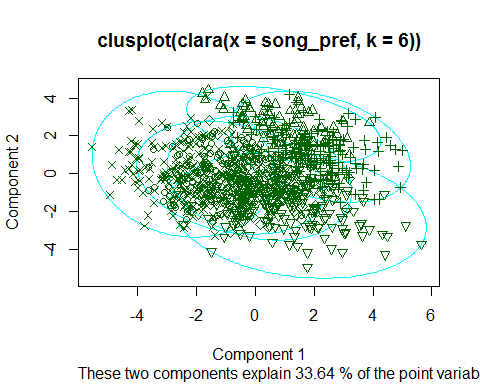 clusplot(clara(x = song_pref, k = 6))
Component 2
4
2
0
-2
-4
-4
-2
0
2
4
6
Component 1
These two components explain 33.64 % of the point variab